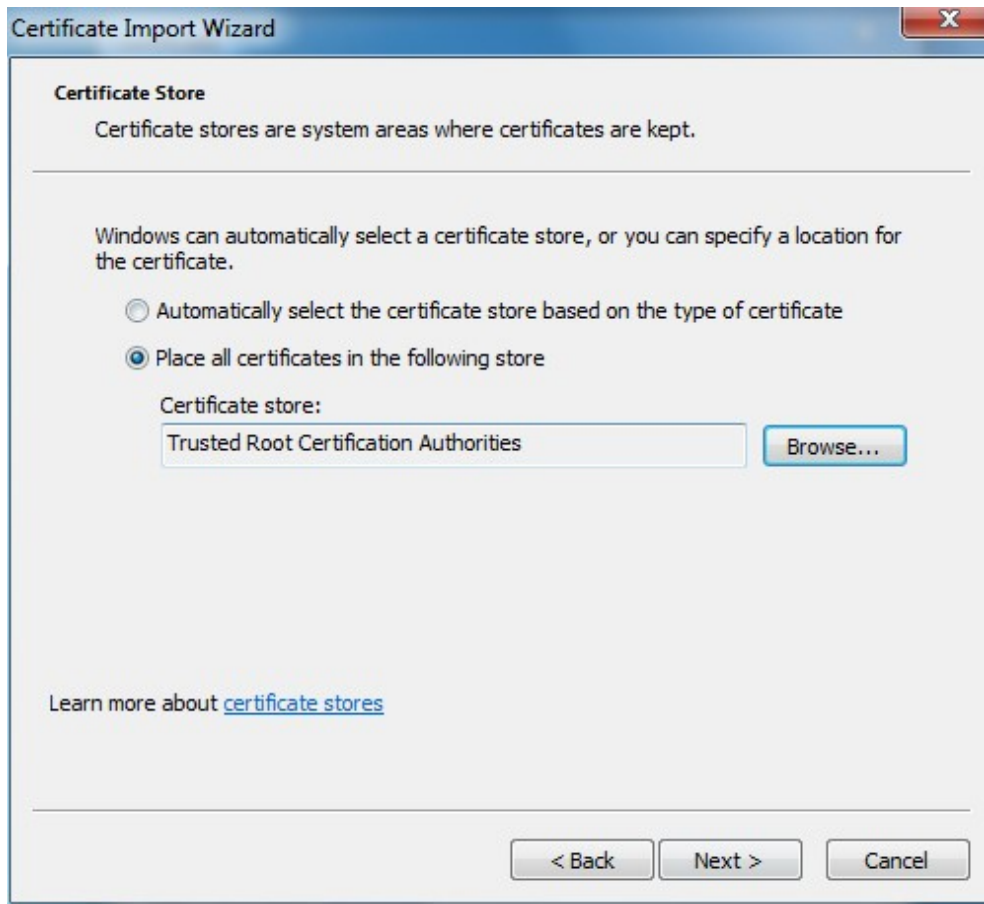 Certificate Import Wizard
Certificate Store
Certificate stores are system areas where certificates are kept.
Windows can automatically select a certificate store, or you can specify a location for
the certificate.
Automatically select the certificate store based on the type of certificate
Place all certificates in the following store
Certificate store:
Trusted Root Certification Authorities
Browse...
Learn more about certificate stores
< Back
Next >
Cancel